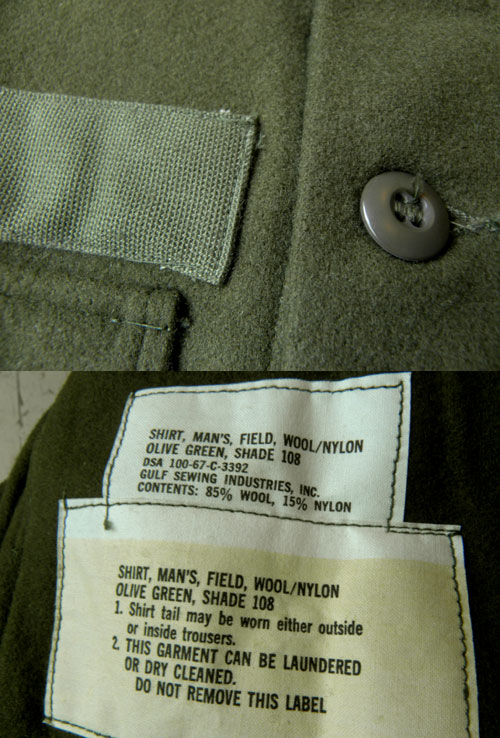 SHIRT, MAN'S, FIELD, WOOL/NYLON
OLIVE GREEN, SHADE 108
DSA 100-67-C-3392
GULF SEWING INDUSTRIES, INC.
CONTENTS: 85% WOOL, 15% NYLON
SHIRT, MAN'S, FIELD, WOOL/NYLON
OLIVE GREEN, SHADE 108
1. Shirt tail may be worn either outside
or inside trousers.
2. THIS GARMENT CAN BE LAUNDERED
OR DRY CLEANED.
DO NOT REMOVE THIS LABEL